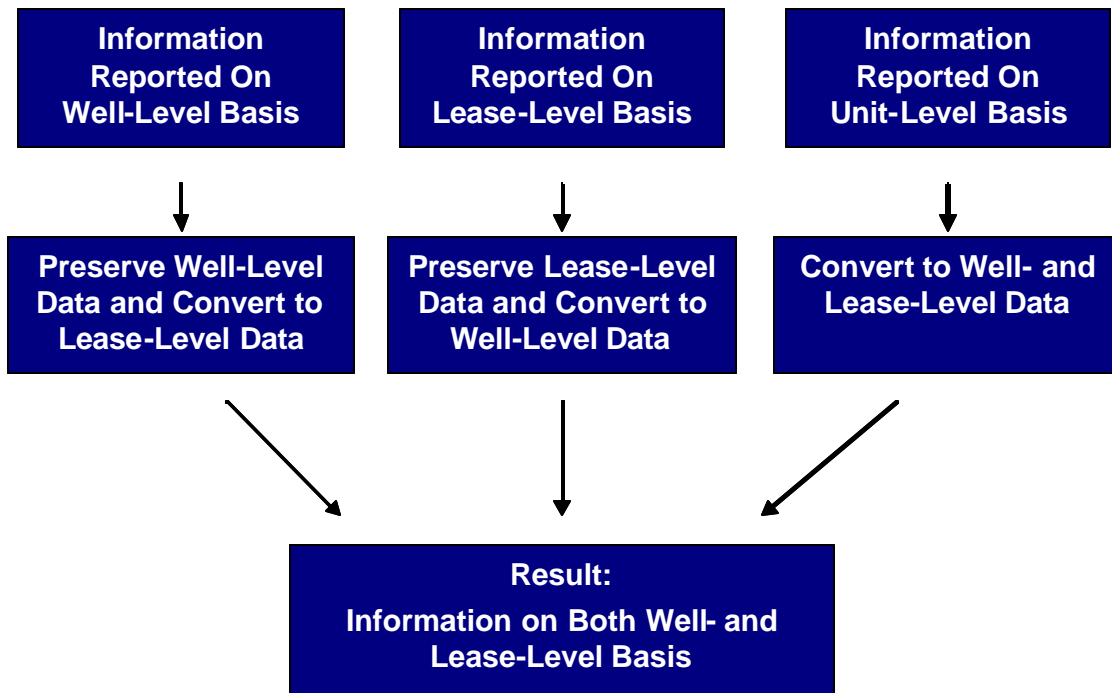 Information
Reported On
Well-Level Basis
Information
Reported On
Lease-Level Basis
Information
Reported On
Unit-Level Basis
Preserve Well-Level
Data and Convert to
Lease-Level Data
Preserve Lease-Level
Data and Convert to
Well-Level Data
Convert to Well- and
Lease-Level Data
Result:
Information on Both Well- and
Lease-Level Basis